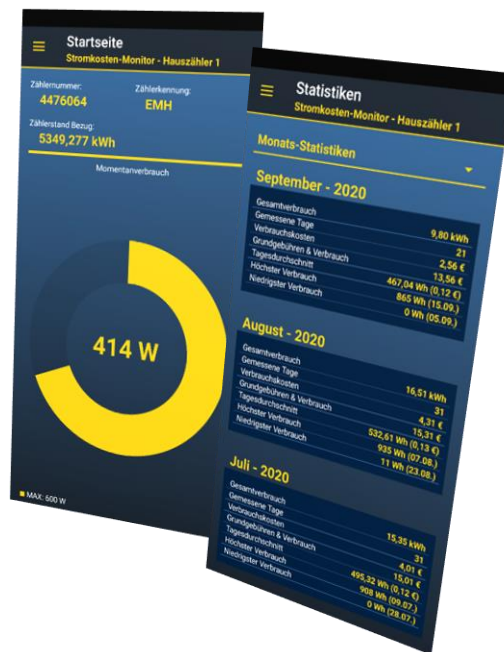 Startseite
Stromkosten-Monitor - Hauszähler 1
Zählernummer:
4476064
Zählerkennung:
EMH
Zählerstand Bezug:
5349,277 kWh
Momentanverbrauch
414 W
MAX: 600 W
Statistiken
Stromkosten-Monitor - Hauszähler 1
Monats-Statistiken
September - 2020
Gesamtverbrauch 9,80 kWh
Gemessene Tage 21
Verbrauchskosten 2,56 €
Grundgebühren & Verbrauch 13,56 €
Tagesdurchschnitt 467,04 Wh (0,12 €)
Höchster Verbrauch 865 Wh (15.09.)
Niedrigster Verbrauch 0 Wh (05.09.)
August - 2020
Gesamtverbrauch 16,51 kWh
Gemessene Tage 31
Verbrauchskosten 4,31 €
Grundgebühren & Verbrauch 15,31 €
Tagesdurchschnitt 532,61 Wh (0,13 €)
Höchster Verbrauch 935 Wh (07.08.)
Niedrigster Verbrauch 11 Wh (23.08.)
Juli - 2020
Gesamtverbrauch 15,35 kWh
Gemessene Tage 31
Verbrauchskosten 4,01 €
Grundgebühren & Verbrauch 15,01 €
Tagesdurchschnitt 495,32 Wh (0,12 €)
Höchster Verbrauch 908 Wh (09.07.)
Niedrigster Verbrauch 0 Wh (28.07.)